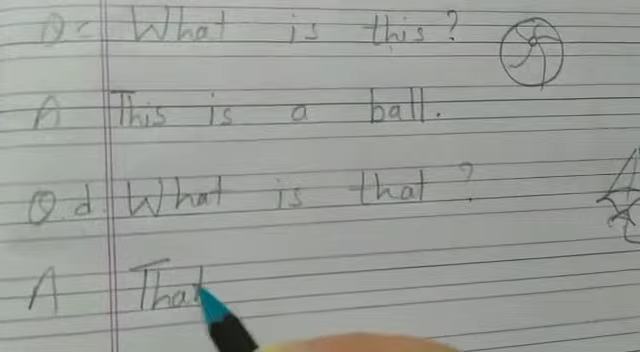 Q c What is this?
A This is a ball.
Q d What is that?
A That